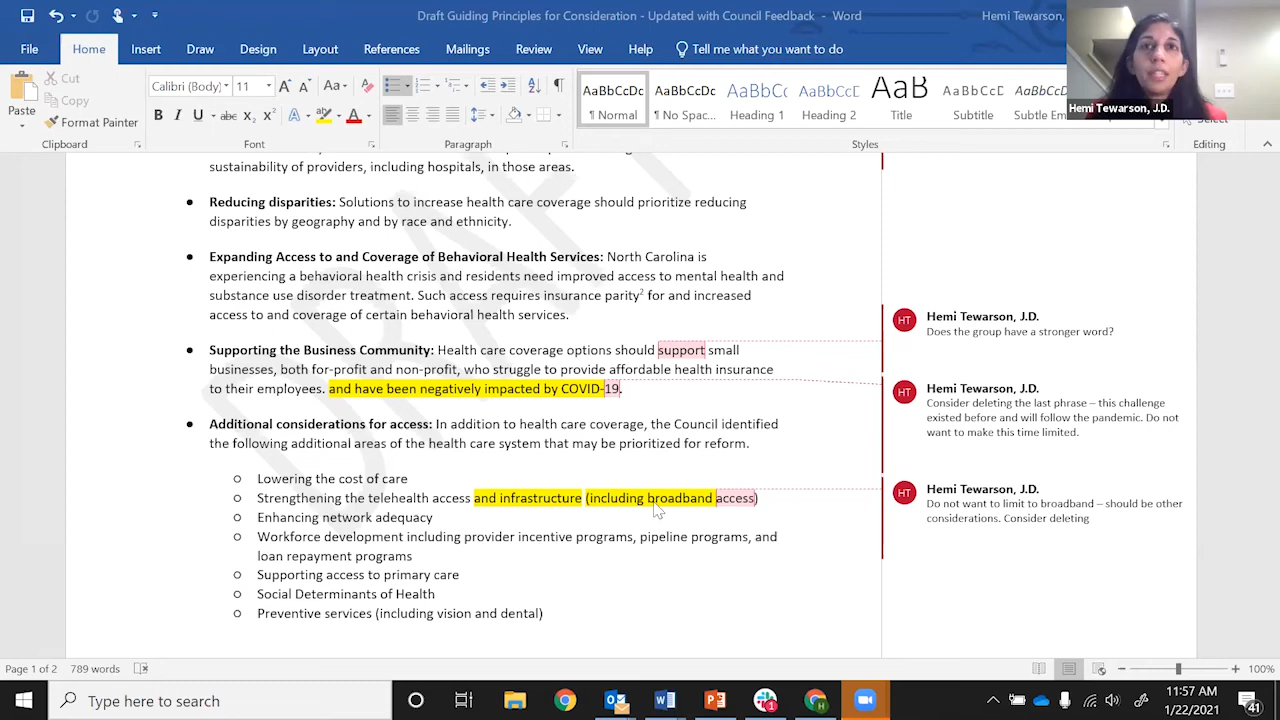 Draft Guiding Principles for Consideration - Updated with Council Feedback - Word
Hemi Tewarson,
File Home Insert Draw Design Layout References Mailings Review View Help Tell me what you want to do
Hemi Tewarson, J.D.
Paste
Cut
Copy
Format Painter
Calibri (Body) 11
Aa
B I U abc X2 X2
AaBbCcDc AaBbCcDc AaBbCc AaBbCcD AaB AaBbCcD AaBbCcDc
¶ Normal ¶ No Spac... Heading 1 Heading 2 Title Subtitle Subtle Em
Select
Clipboard Font Paragraph Styles Editing
DRAFT
sustainability of providers, including hospitals, in those areas.
● Reducing disparities: Solutions to increase health care coverage should prioritize reducing
disparities by geography and by race and ethnicity.
● Expanding Access to and Coverage of Behavioral Health Services: North Carolina is
experiencing a behavioral health crisis and residents need improved access to mental health and
substance use disorder treatment. Such access requires insurance parity2 for and increased
access to and coverage of certain behavioral health services.
● Supporting the Business Community: Health care coverage options should support small
businesses, both for-profit and non-profit, who struggle to provide affordable health insurance
to their employees. and have been negatively impacted by COVID-19.
● Additional considerations for access: In addition to health care coverage, the Council identified
the following additional areas of the health care system that may be prioritized for reform.
○ Lowering the cost of care
○ Strengthening the telehealth access and infrastructure (including broadband access)
○ Enhancing network adequacy
○ Workforce development including provider incentive programs, pipeline programs, and
loan repayment programs
○ Supporting access to primary care
○ Social Determinants of Health
○ Preventive services (including vision and dental)
HT Hemi Tewarson, J.D.
Does the group have a stronger word?
HT Hemi Tewarson, J.D.
Consider deleting the last phrase – this challenge
existed before and will follow the pandemic. Do not
want to make this time limited.
HT Hemi Tewarson, J.D.
Do not want to limit to broadband – should be other
considerations. Consider deleting
Page 1 of 2 789 words
100%
Type here to search
11:57 AM
1/22/2021
41